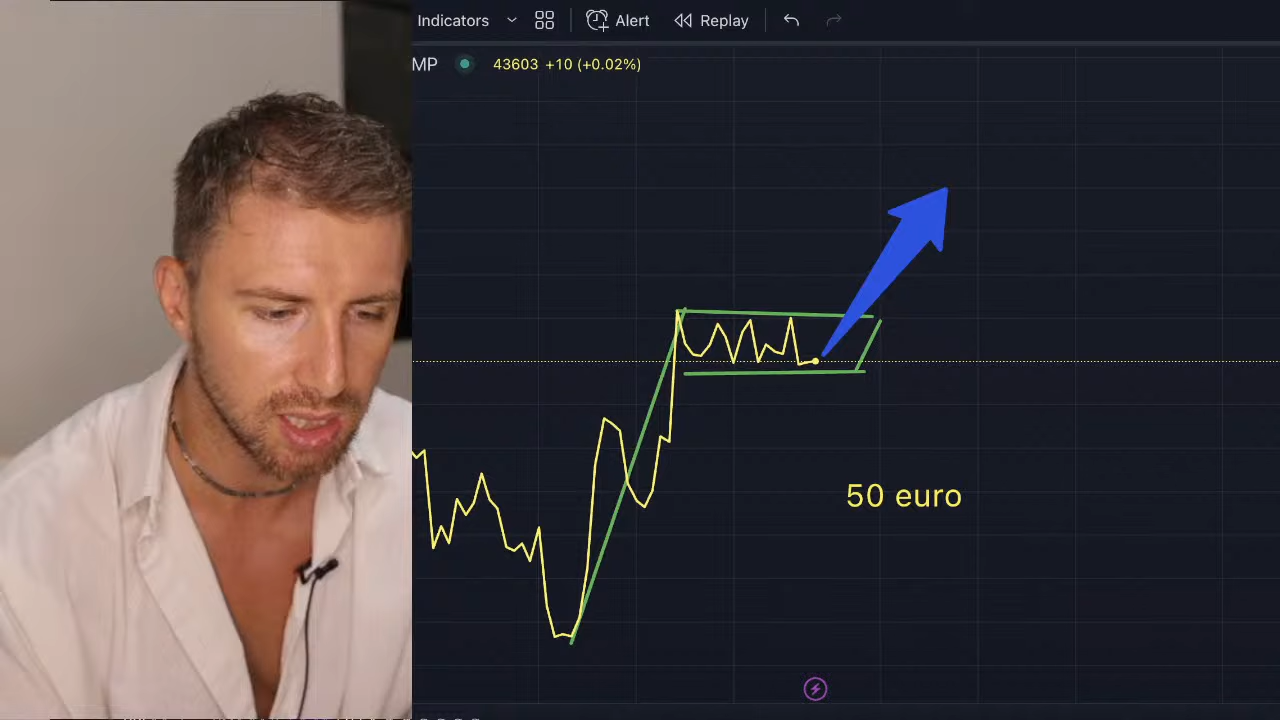 Indicators Alert Replay
MP 43603 +10 (+0.02%)
50 euro